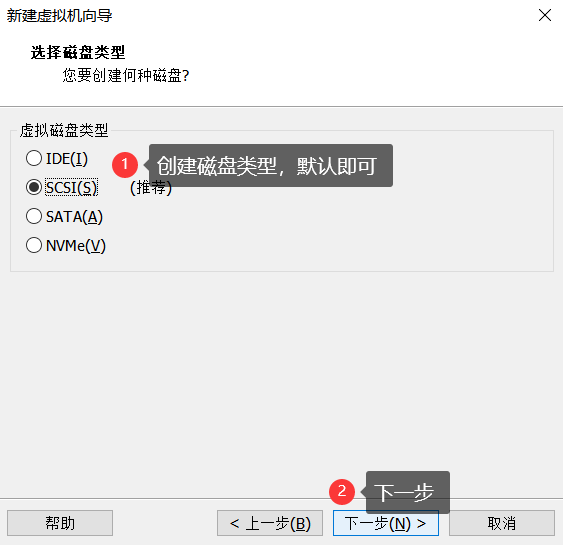 新建虚拟机向导
选择磁盘类型
您要创建何种磁盘?
虚拟磁盘类型
IDE(I)
1 创建磁盘类型，默认即可
SCSI(S) (推荐)
SATA(A)
NVMe(V)
2 下一步
帮助 < 上一步(B) 下一步(N) > 取消